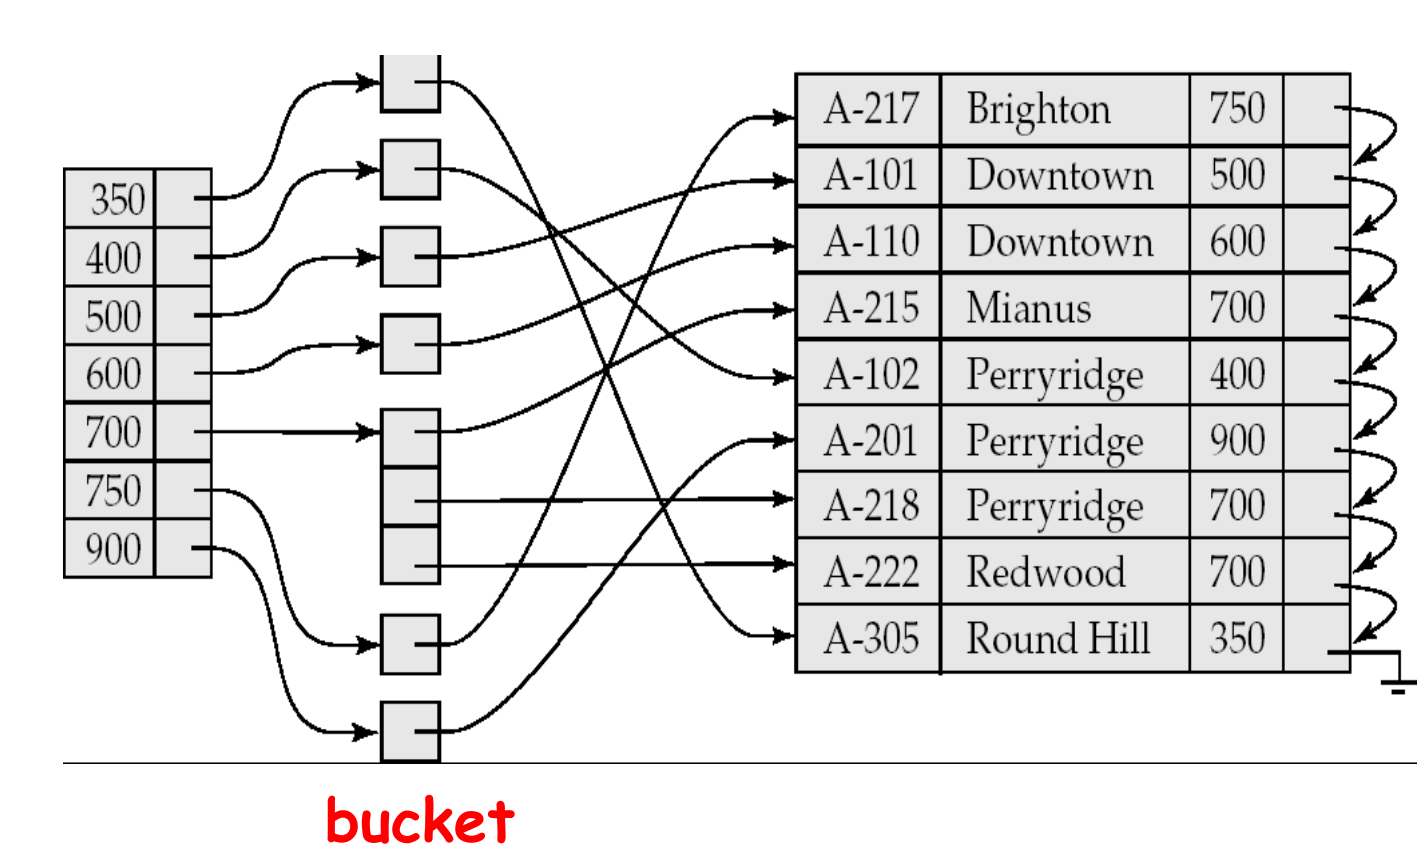 350
400
500
600
700
750
900
A-217 Brighton 750
A-101 Downtown 500
A-110 Downtown 600
A-215 Mianus 700
A-102 Perryridge 400
A-201 Perryridge 900
A-218 Perryridge 700
A-222 Redwood 700
A-305 Round Hill 350
bucket